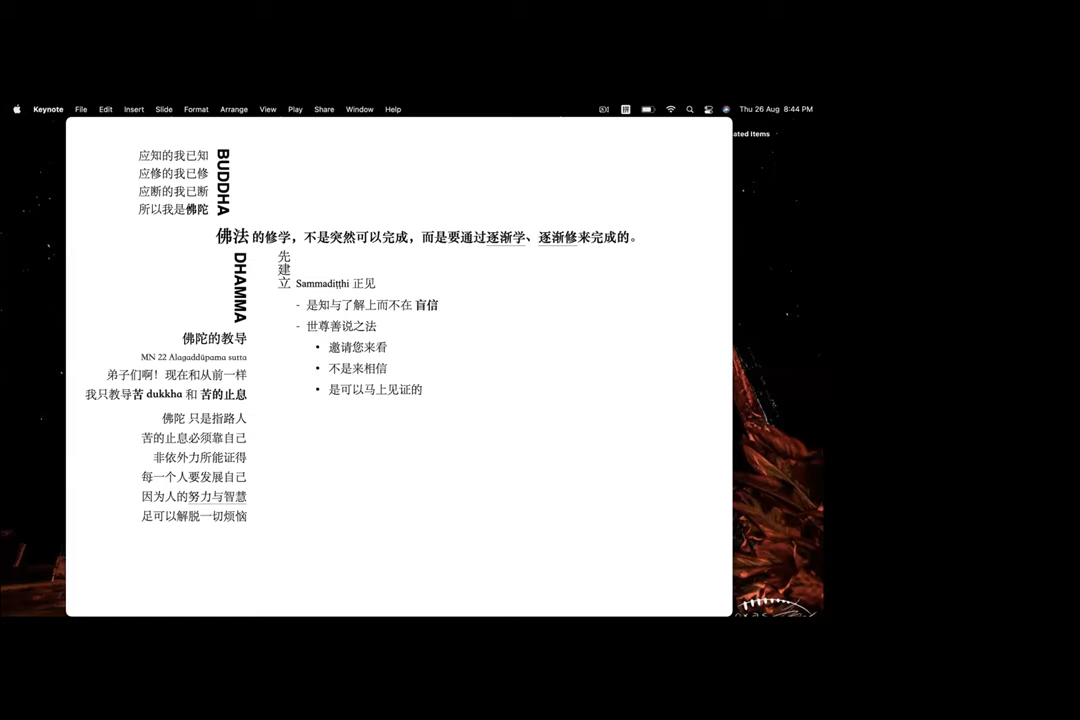 Keynote File Edit Insert Slide Format Arrange View Play Share Window Help 拼 Thu 26 Aug 8:44 PM
ated Items
应知的我已知
应修的我已修
应断的我已断
所以我是佛陀
BUDDHA
佛法的修学，不是突然可以完成，而是要通过逐渐学、逐渐修来完成的。
DHAMMA
佛陀的教导
MN 22 Alagaddūpama sutta
弟子们啊！现在和从前一样
我只教导苦 dukkha 和 苦的止息
佛陀 只是指路人
苦的止息必须靠自己
非依外力所能证得
每一个人要发展自己
因为人的努力与智慧
足可以解脱一切烦恼
先建立
Sammadiṭṭhi 正见
- 是知与了解上而不在 盲信
- 世尊善说之法
• 邀请您来看
• 不是来相信
• 是可以马上见证的